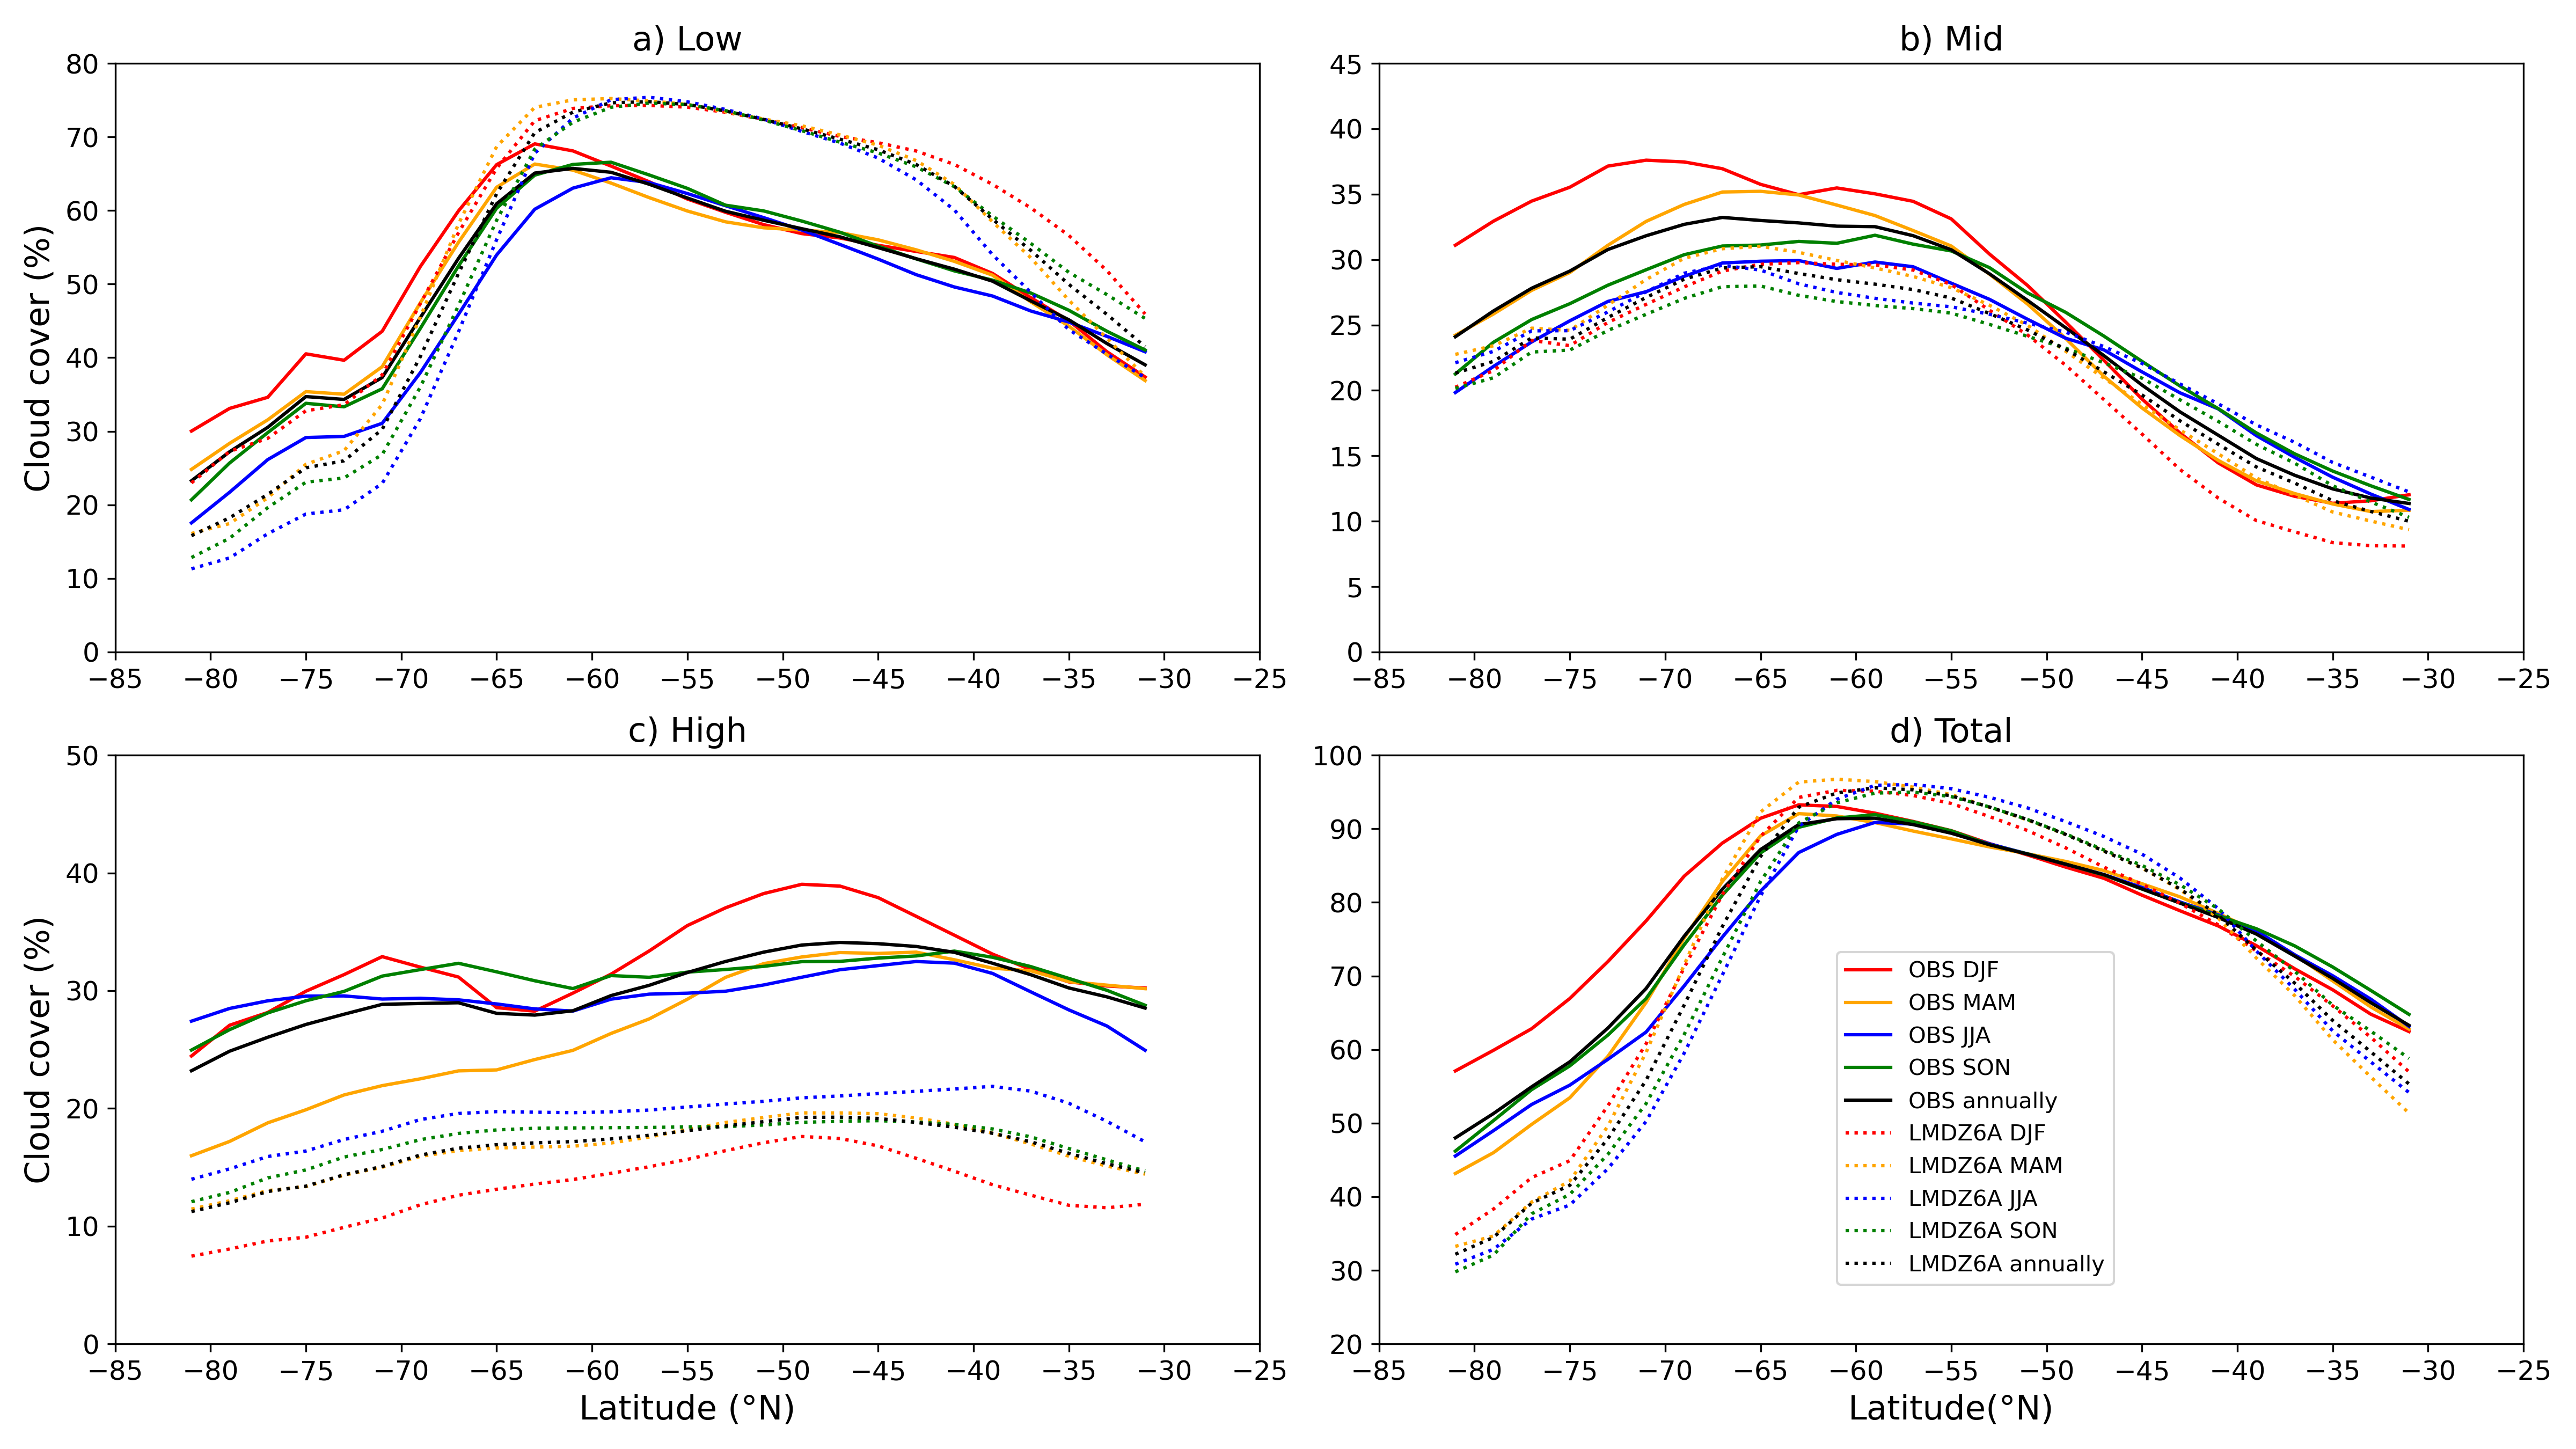 a) Low
80
70
60
50
40
30
20
10
0
Cloud cover (%)
−85 −80 −75 −70 −65 −60 −55 −50 −45 −40 −35 −30 −25
b) Mid
45
40
35
30
25
20
15
10
5
0
−85 −80 −75 −70 −65 −60 −55 −50 −45 −40 −35 −30 −25
c) High
50
40
30
20
10
0
Cloud cover (%)
−85 −80 −75 −70 −65 −60 −55 −50 −45 −40 −35 −30 −25
Latitude (°N)
d) Total
100
90
80
70
60
50
40
30
20
OBS DJF
OBS MAM
OBS JJA
OBS SON
OBS annually
LMDZ6A DJF
LMDZ6A MAM
LMDZ6A JJA
LMDZ6A SON
LMDZ6A annually
−85 −80 −75 −70 −65 −60 −55 −50 −45 −40 −35 −30 −25
Latitude(°N)